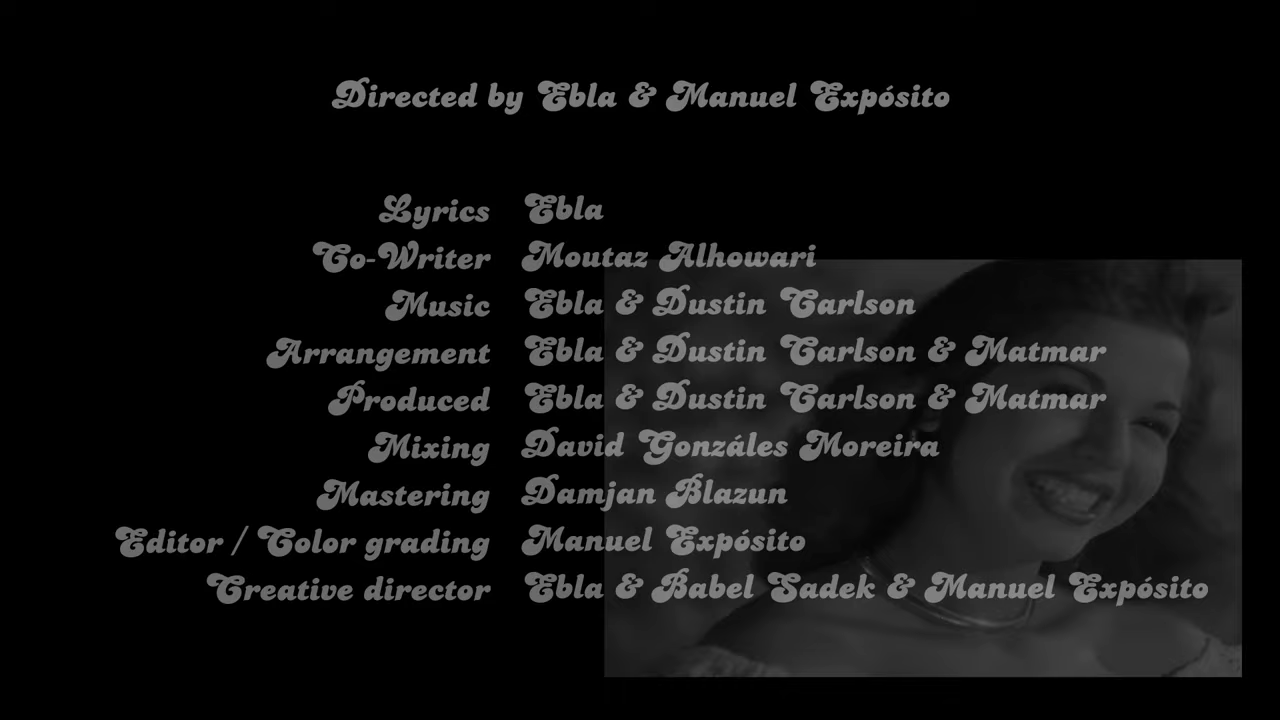 Directed by Ebla & Manuel Expósito
Lyrics Ebla
Co-Writer Moutaz Alhowari
Music Ebla & Dustin Carlson
Arrangement Ebla & Dustin Carlson & Matmar
Produced Ebla & Dustin Carlson & Matmar
Mixing David Gonzáles Moreira
Mastering Damjan Blazun
Editor / Color grading Manuel Expósito
Creative director Ebla & Babel Sadek & Manuel Expósito